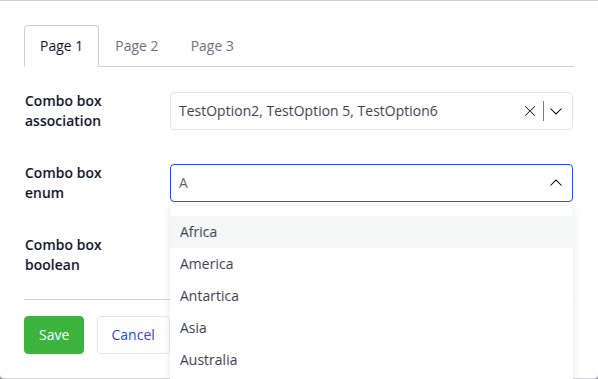 Page 1 Page 2 Page 3
Combo box
association
TestOption2, TestOption 5, TestOption6
Combo box
enum
A
Africa
Combo box
boolean
America
Antartica
Asia
Save Cancel
Australia